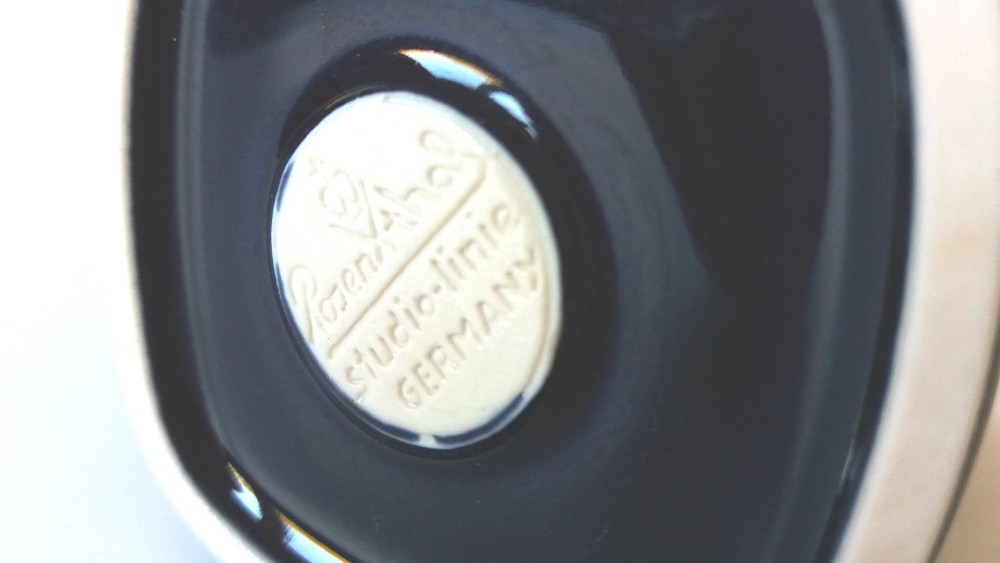 Rosenthal
studio-linie
GERMANY